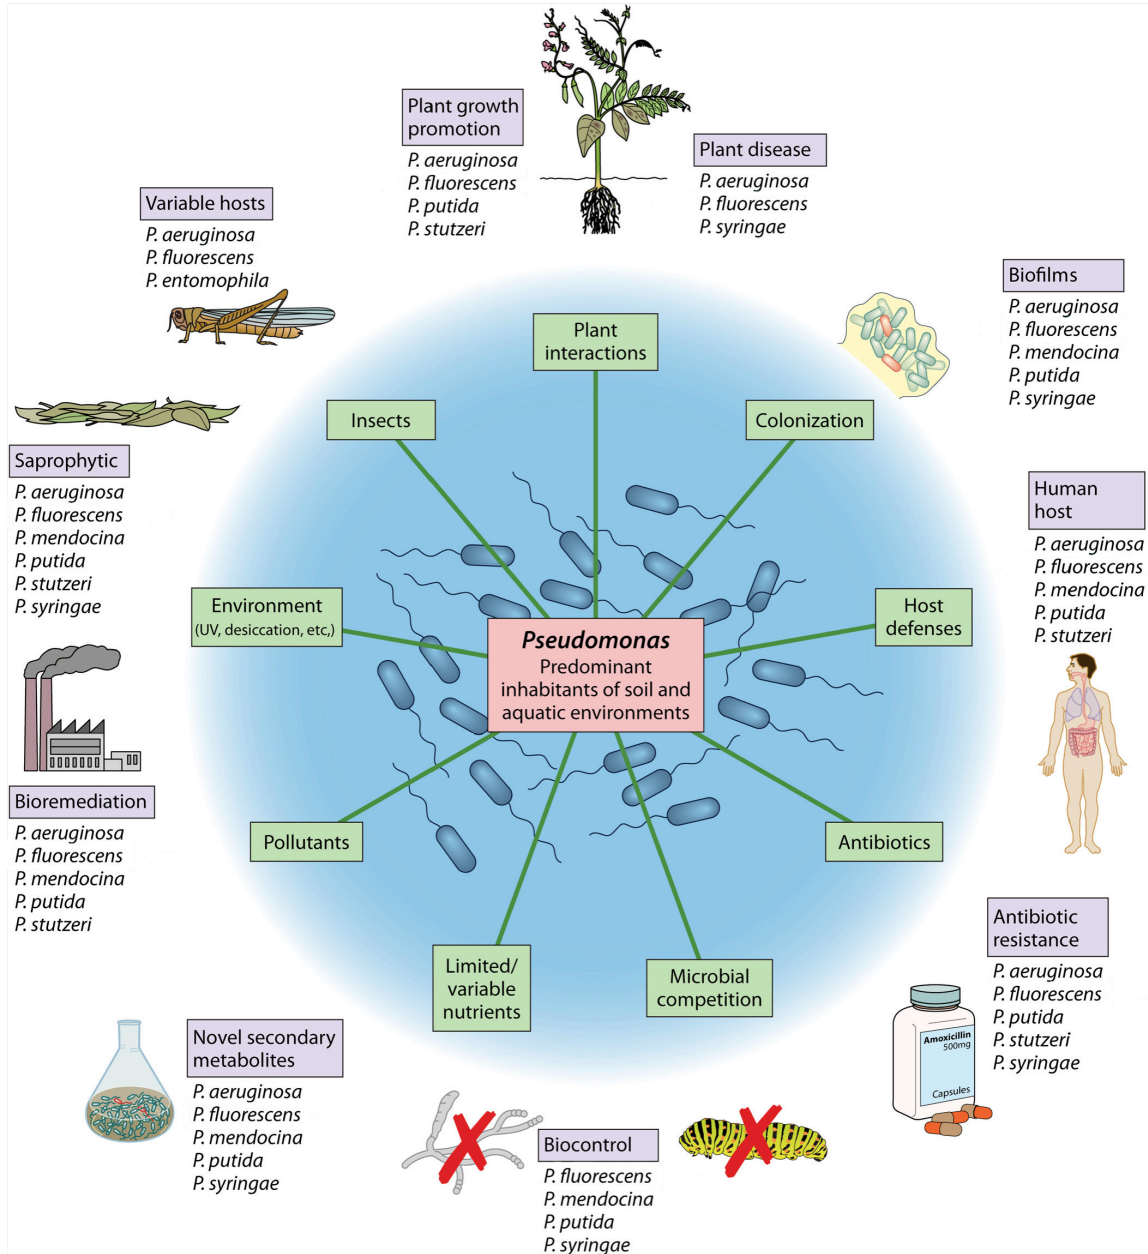 Plant growth
promotion
P. aeruginosa
P. fluorescens
P. putida
P. stutzeri
Plant disease
P. aeruginosa
P. fluorescens
P. syringae
Variable hosts
P. aeruginosa
P. fluorescens
P. entomophila
Biofilms
P. aeruginosa
P. fluorescens
P. mendocina
P. putida
P. syringae
Plant
interactions
Insects
Colonization
Saprophytic
P. aeruginosa
P. fluorescens
P. mendocina
P. putida
P. stutzeri
P. syringae
Human
host
P. aeruginosa
P. fluorescens
P. mendocina
P. putida
P. stutzeri
Environment
(UV, desiccation, etc,)
Host
defenses
Pseudomonas
Predominant
inhabitants of soil and
aquatic environments
Bioremediation
P. aeruginosa
P. fluorescens
P. mendocina
P. putida
P. stutzeri
Pollutants
Antibiotics
Limited/
variable
nutrients
Microbial
competition
Antibiotic
resistance
P. aeruginosa
P. fluorescens
P. putida
P. stutzeri
P. syringae
Amoxicillin
500mg
Capsules
Novel secondary
metabolites
P. aeruginosa
P. fluorescens
P. mendocina
P. putida
P. syringae
Biocontrol
P. fluorescens
P. mendocina
P. putida
P. syringae